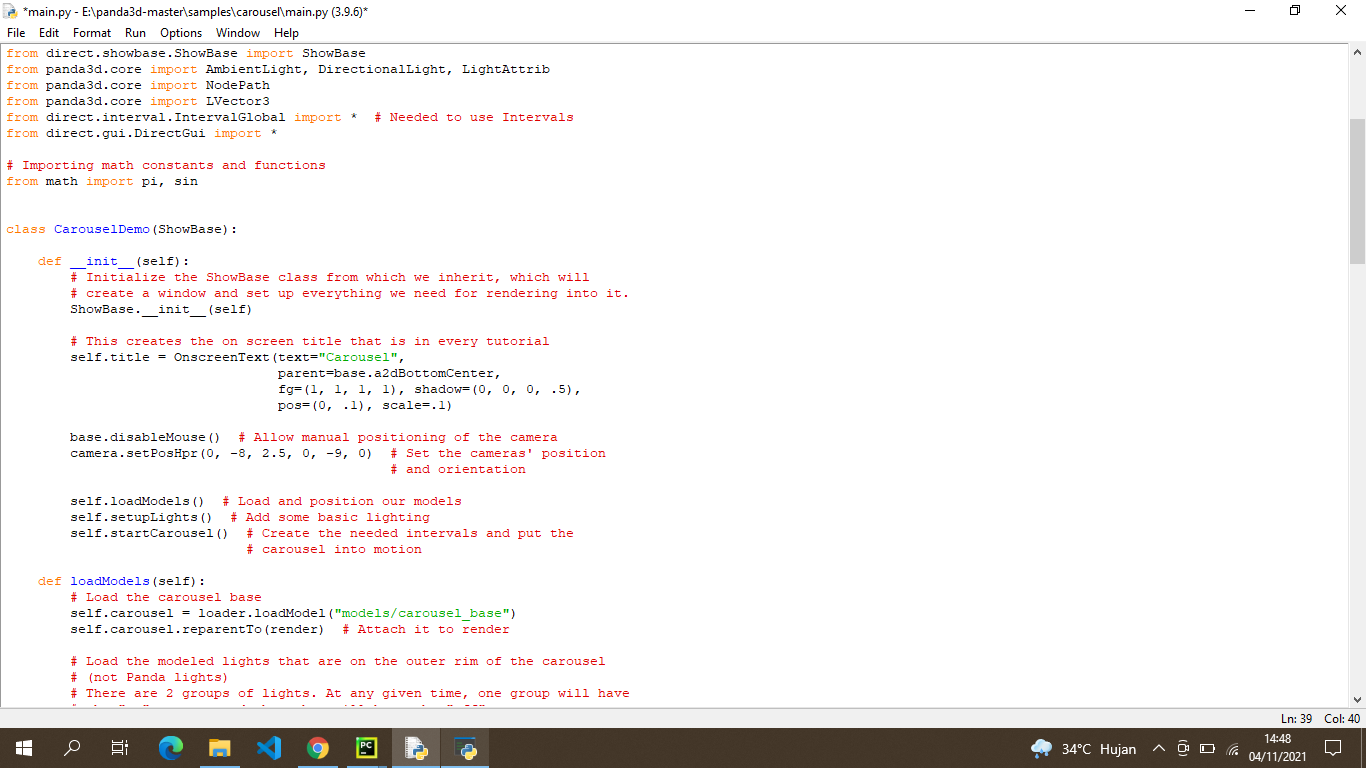 *main.py - E:\panda3d-master\samples\carousel\main.py (3.9.6)*
File Edit Format Run Options Window Help
from direct.showbase.ShowBase import ShowBase
from panda3d.core import AmbientLight, DirectionalLight, LightAttrib
from panda3d.core import NodePath
from panda3d.core import LVector3
from direct.interval.IntervalGlobal import *  # Needed to use Intervals
from direct.gui.DirectGui import *
# Importing math constants and functions
from math import pi, sin
class CarouselDemo(ShowBase):
    def __init__(self):
        # Initialize the ShowBase class from which we inherit, which will
        # create a window and set up everything we need for rendering into it.
        ShowBase.__init__(self)
        # This creates the on screen title that is in every tutorial
        self.title = OnscreenText(text="Carousel",
                                  parent=base.a2dBottomCenter,
                                  fg=(1, 1, 1, 1), shadow=(0, 0, 0, .5),
                                  pos=(0, .1), scale=.1)
        base.disableMouse()  # Allow manual positioning of the camera
        camera.setPosHpr(0, -8, 2.5, 0, -9, 0)  # Set the cameras' position
                                                # and orientation
        self.loadModels()  # Load and position our models
        self.setupLights()  # Add some basic lighting
        self.startCarousel()  # Create the needed intervals and put the
                              # carousel into motion
    def loadModels(self):
        # Load the carousel base
        self.carousel = loader.loadModel("models/carousel_base")
        self.carousel.reparentTo(render)  # Attach it to render
        # Load the modeled lights that are on the outer rim of the carousel
        # (not Panda lights)
        # There are 2 groups of lights. At any given time, one group will have
Ln: 39 Col: 40
PC
34°C Hujan
14:48
04/11/2021